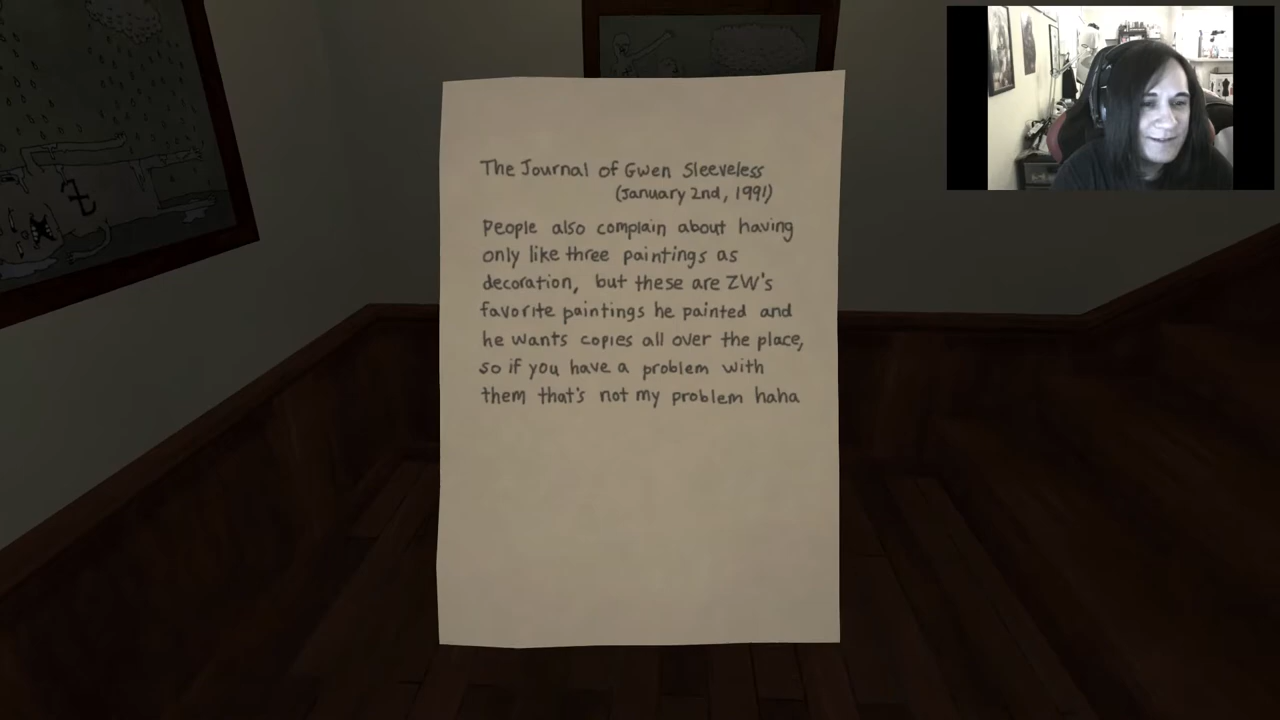 The Journal of Gwen Sleeveless
(January 2nd, 1991)
People also complain about having
only like three paintings as
decoration, but these are ZW's
favorite paintings he painted and
he wants copies all over the place,
so if you have a problem with
them that's not my problem haha